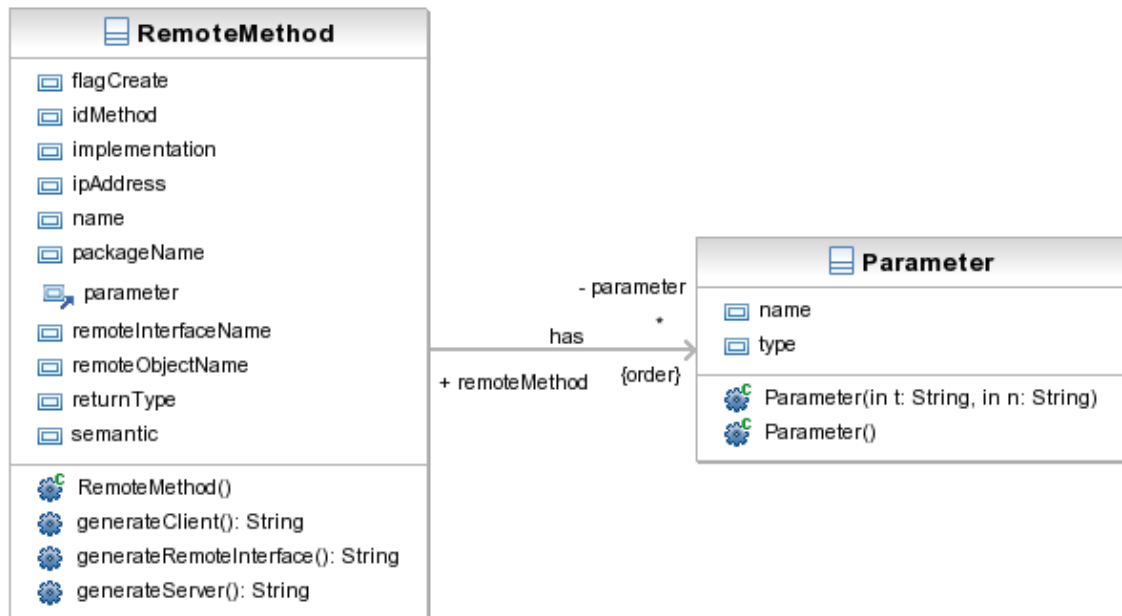 RemoteMethod
flagCreate
idMethod
implementation
ipAddress
name
packageName
parameter
remoteInterfaceName
remoteObjectName
returnType
semantic
C
RemoteMethod()
generateClient(): String
generateRemoteInterface(): String
generateServer(): String
- parameter
*
has
+ remoteMethod
{order}
Parameter
name
type
C
Parameter(in t: String, in n: String)
C
Parameter()